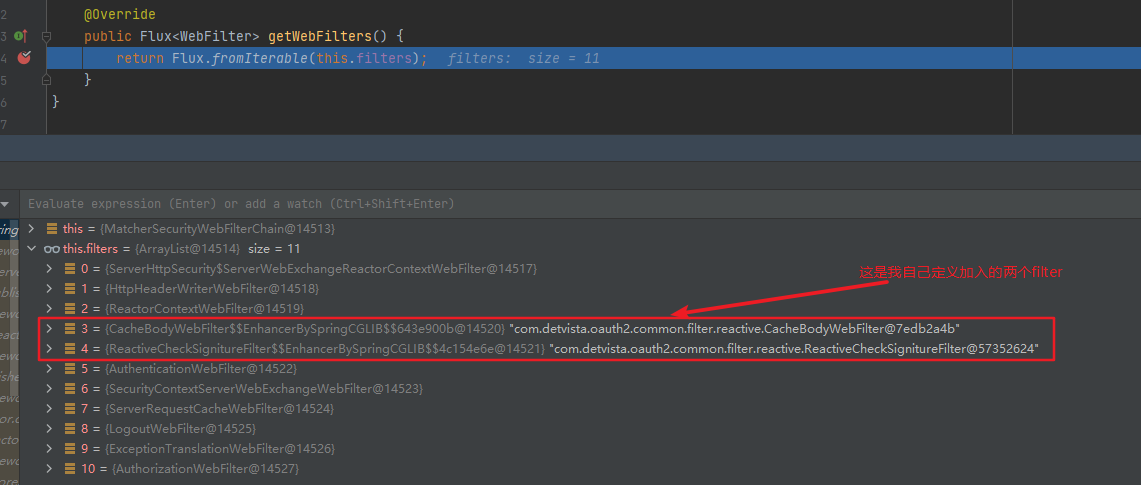 2
@Override
3
public Flux<WebFilter> getWebFilters() {
4
return Flux.fromIterable(this.filters); filters: size = 11
5
}
6
}
7
Evaluate expression (Enter) or add a watch (Ctrl+Shift+Enter)
this = {MatcherSecurityWebFilterChain@14513}
this.filters = {ArrayList@14514} size = 11
0 = {ServerHttpSecurity$ServerWebExchangeReactorContextWebFilter@14517}
这是我自己定义加入的两个filter
1 = {HttpHeaderWriterWebFilter@14518}
2 = {ReactorContextWebFilter@14519}
3 = {CacheBodyWebFilter$$EnhancerBySpringCGLIB$$643e900b@14520} "com.detvista.oauth2.common.filter.reactive.CacheBodyWebFilter@7edb2a4b"
4 = {ReactiveCheckSignitureFilter$$EnhancerBySpringCGLIB$$4c154e6e@14521} "com.detvista.oauth2.common.filter.reactive.ReactiveCheckSignitureFilter@57352624"
5 = {AuthenticationWebFilter@14522}
6 = {SecurityContextServerWebExchangeWebFilter@14523}
7 = {ServerRequestCacheWebFilter@14524}
8 = {LogoutWebFilter@14525}
9 = {ExceptionTranslationWebFilter@14526}
10 = {AuthorizationWebFilter@14527}